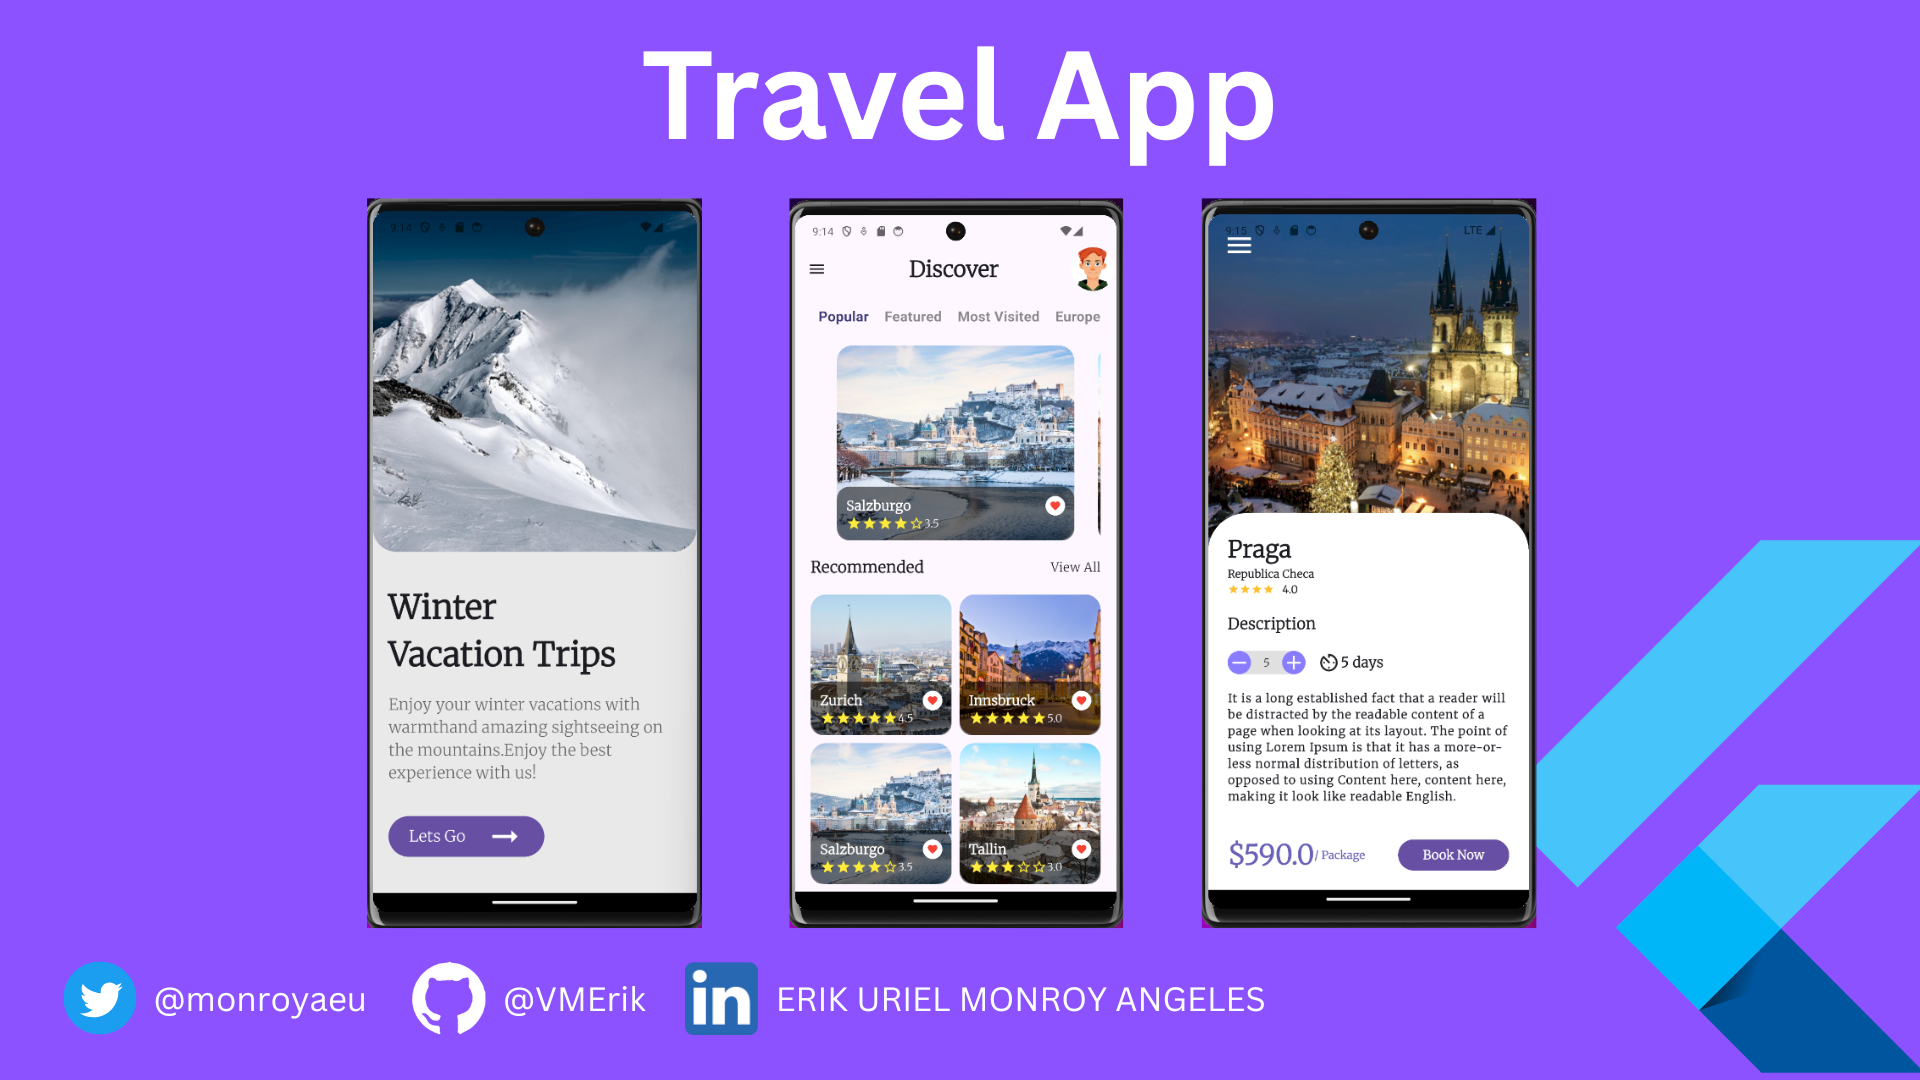 Travel App
9:14
Winter
Vacation Trips
Enjoy your winter vacations with
warmthand amazing sightseeing on
the mountains.Enjoy the best
experience with us!
Lets Go
9:14
Discover
Popular Featured Most Visited Europe
Salzburgo
3.5
Recommended View All
Zurich
4.5
Innsbruck
5.0
Salzburgo
3.5
Tallin
3.0
9:15 LTE
Praga
Republica Checa
4.0
Description
5 5 days
It is a long established fact that a reader will
be distracted by the readable content of a
page when looking at its layout. The point of
using Lorem Ipsum is that it has a more-or-
less normal distribution of letters, as
opposed to using Content here, content here,
making it look like readable English.
$590.0/ Package Book Now
@monroyaeu @VMErik in ERIK URIEL MONROY ANGELES